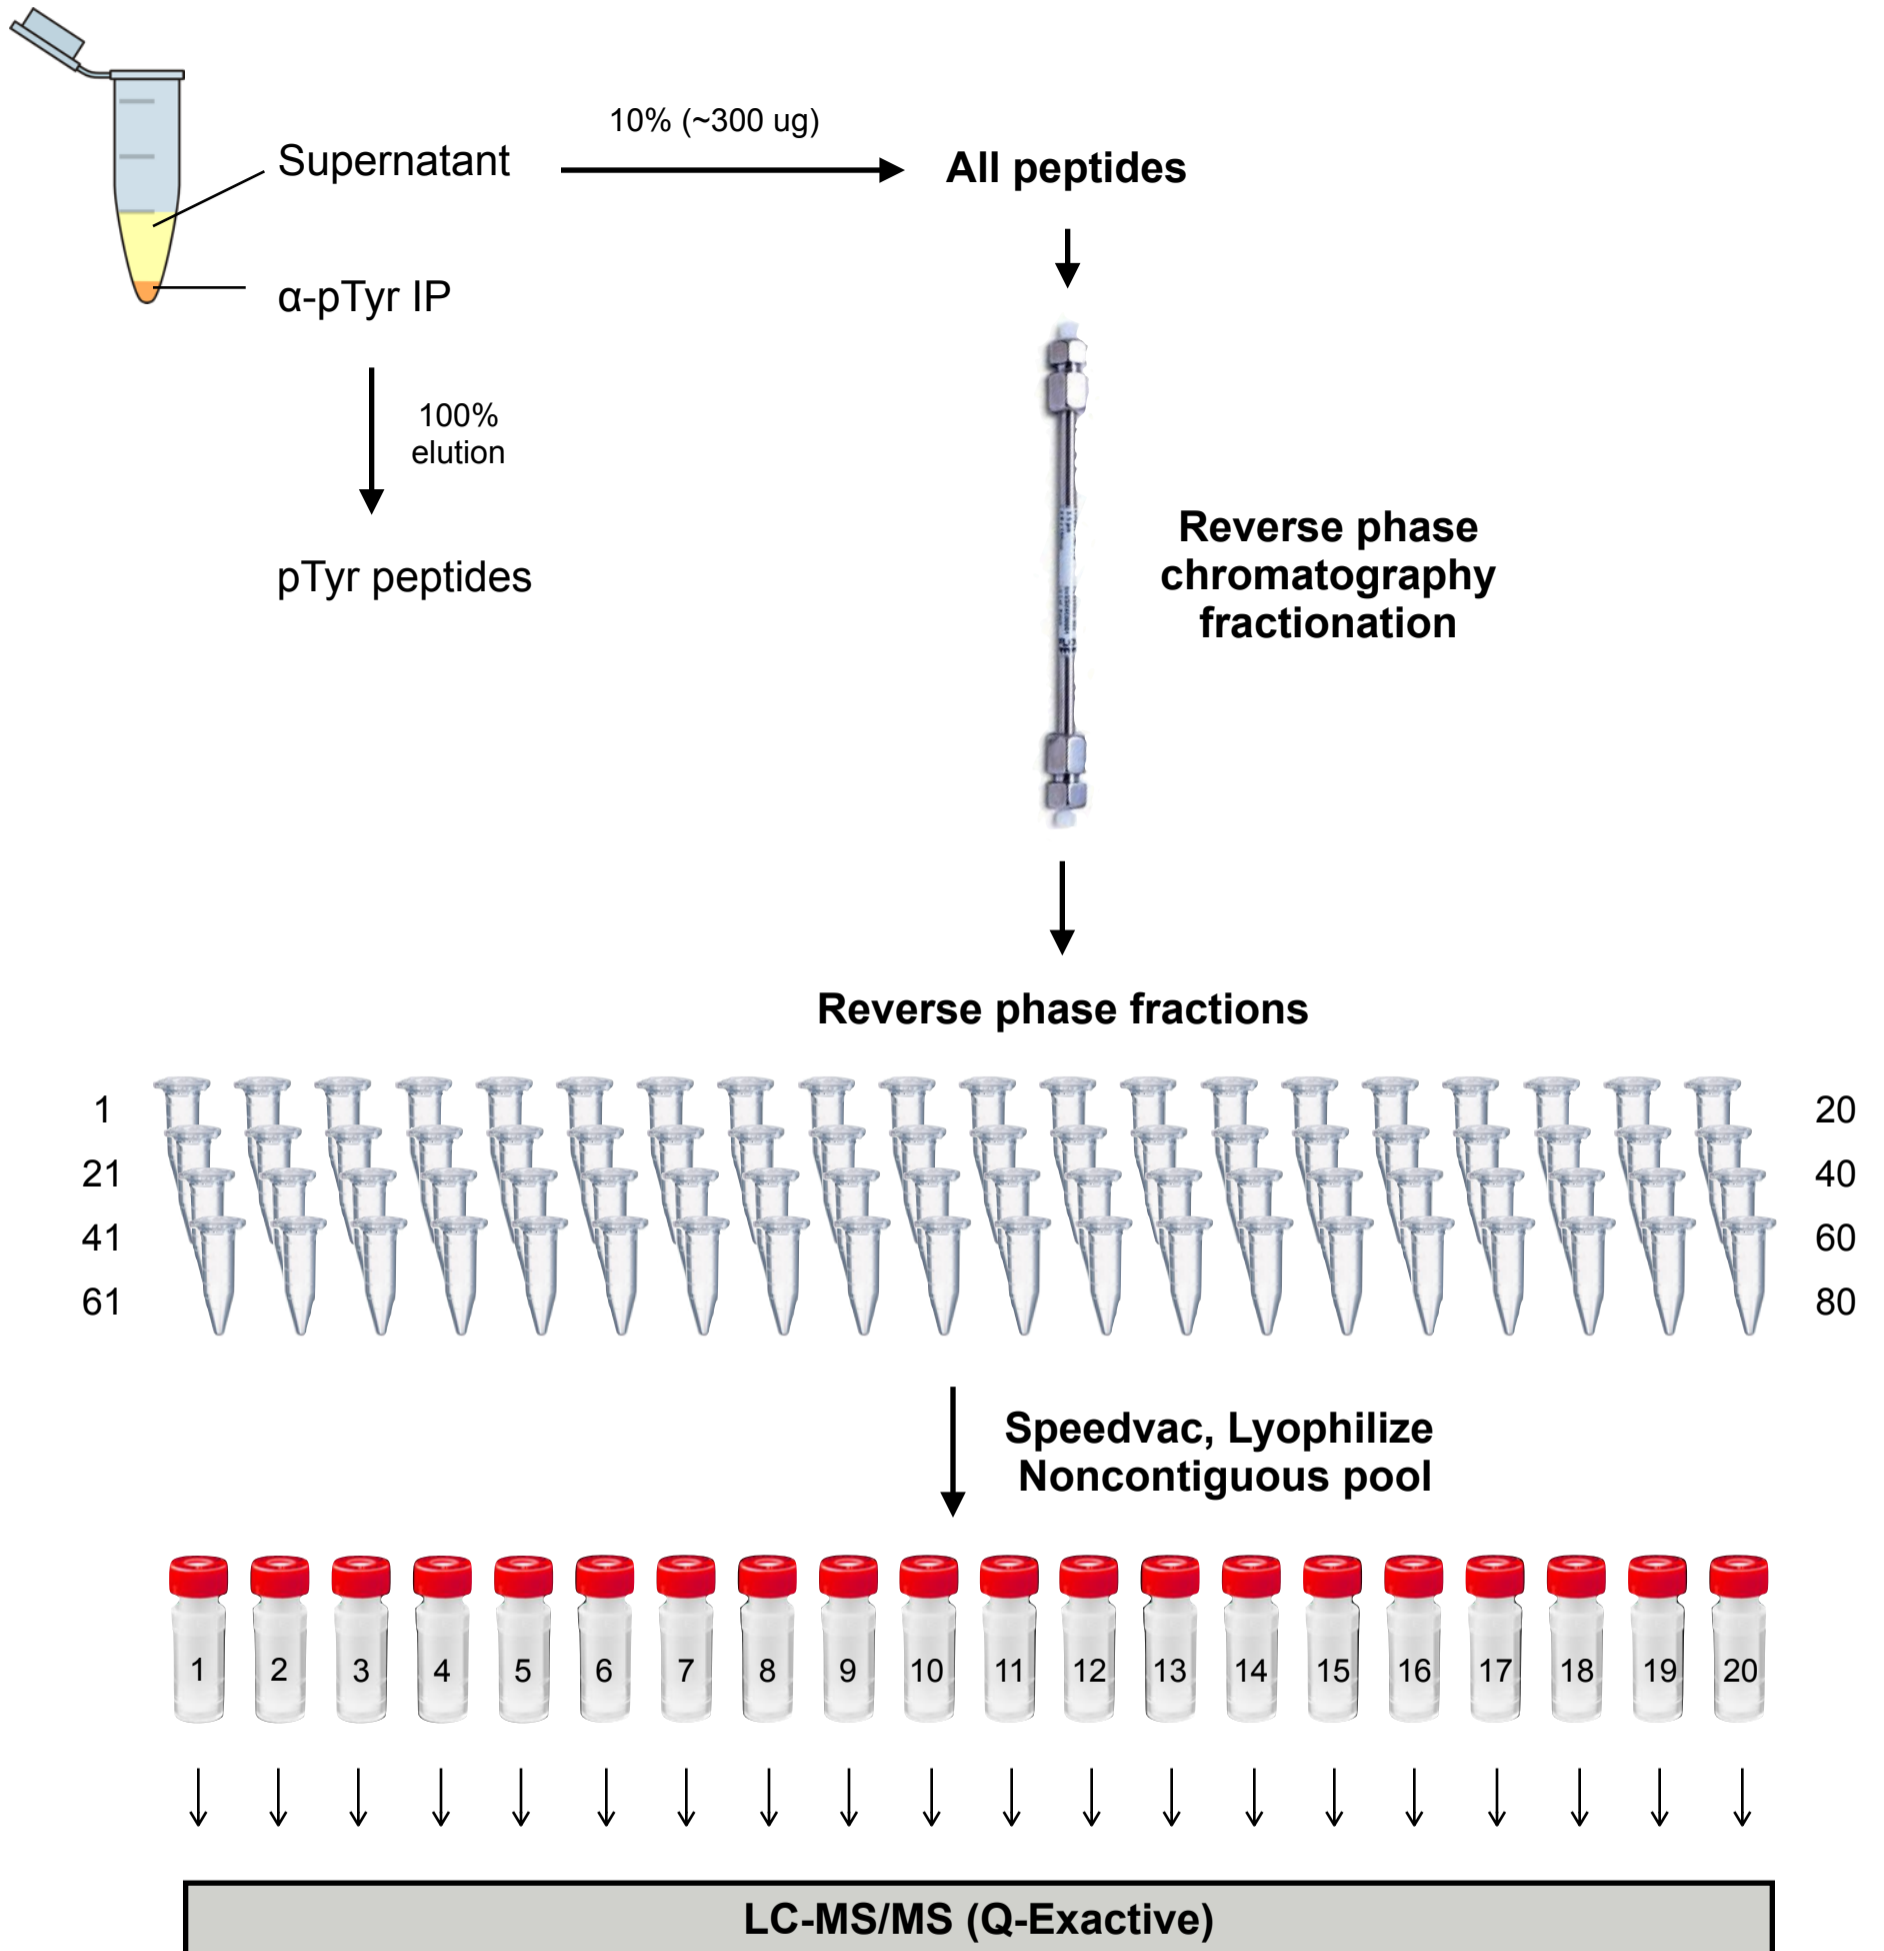 10% (~300 ug)
Supernatant
All peptides
α-pTyr IP
100%
elution
pTyr peptides
Reverse phase
chromatography
fractionation
Reverse phase fractions
1 20
21 40
41 60
61 80
Speedvac, Lyophilize
Noncontiguous pool
1 2 3 4 5 6 7 8 9 10 11 12 13 14 15 16 17 18 19 20
LC-MS/MS (Q-Exactive)